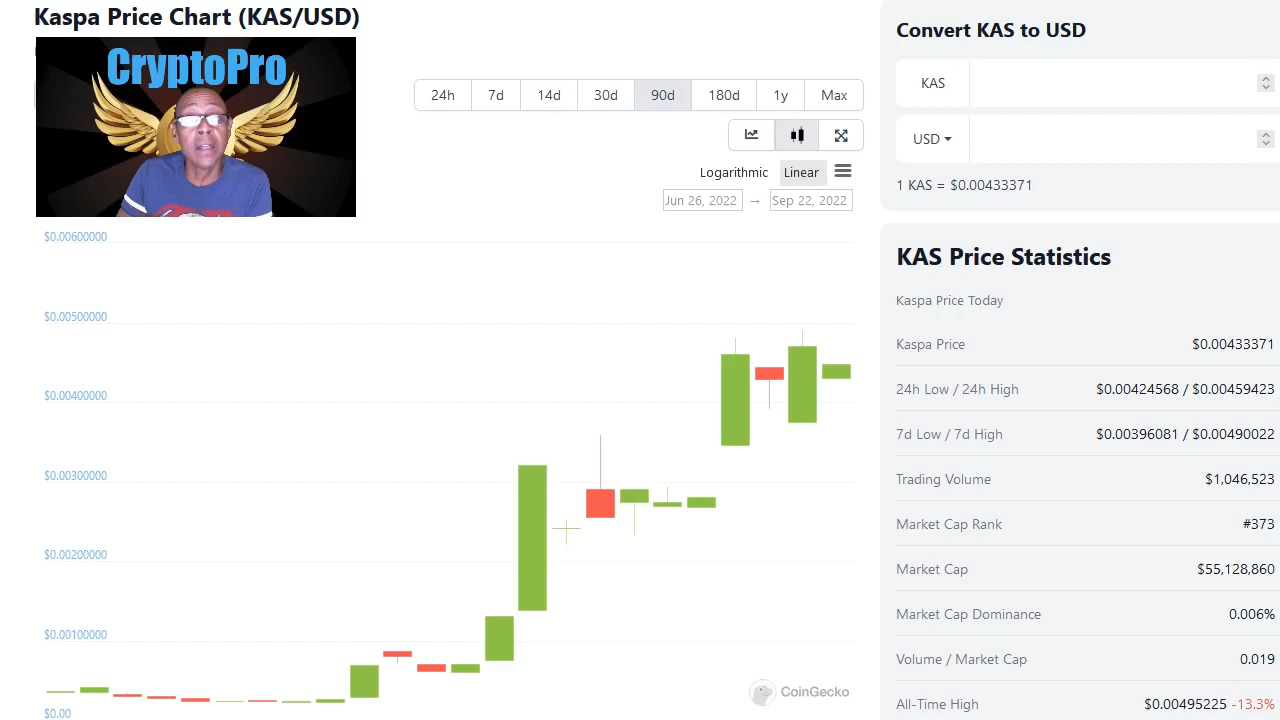 Kaspa Price Chart (KAS/USD)
CryptoPro
24h 7d 14d 30d 90d 180d 1y Max
Logarithmic Linear
Jun 26, 2022 → Sep 22, 2022
$0.00600000
$0.00500000
$0.00400000
$0.00300000
$0.00200000
$0.00100000
$0.00
CoinGecko
Convert KAS to USD
KAS
USD
1 KAS = $0.00433371
KAS Price Statistics
Kaspa Price Today
Kaspa Price $0.00433371
24h Low / 24h High $0.00424568 / $0.00459423
7d Low / 7d High $0.00396081 / $0.00490022
Trading Volume $1,046,523
Market Cap Rank #516
Market Cap $55,128,860
Market Cap Dominance 0.006%
Volume / Market Cap 0.019
All-Time High $0.00495225 -13.3%